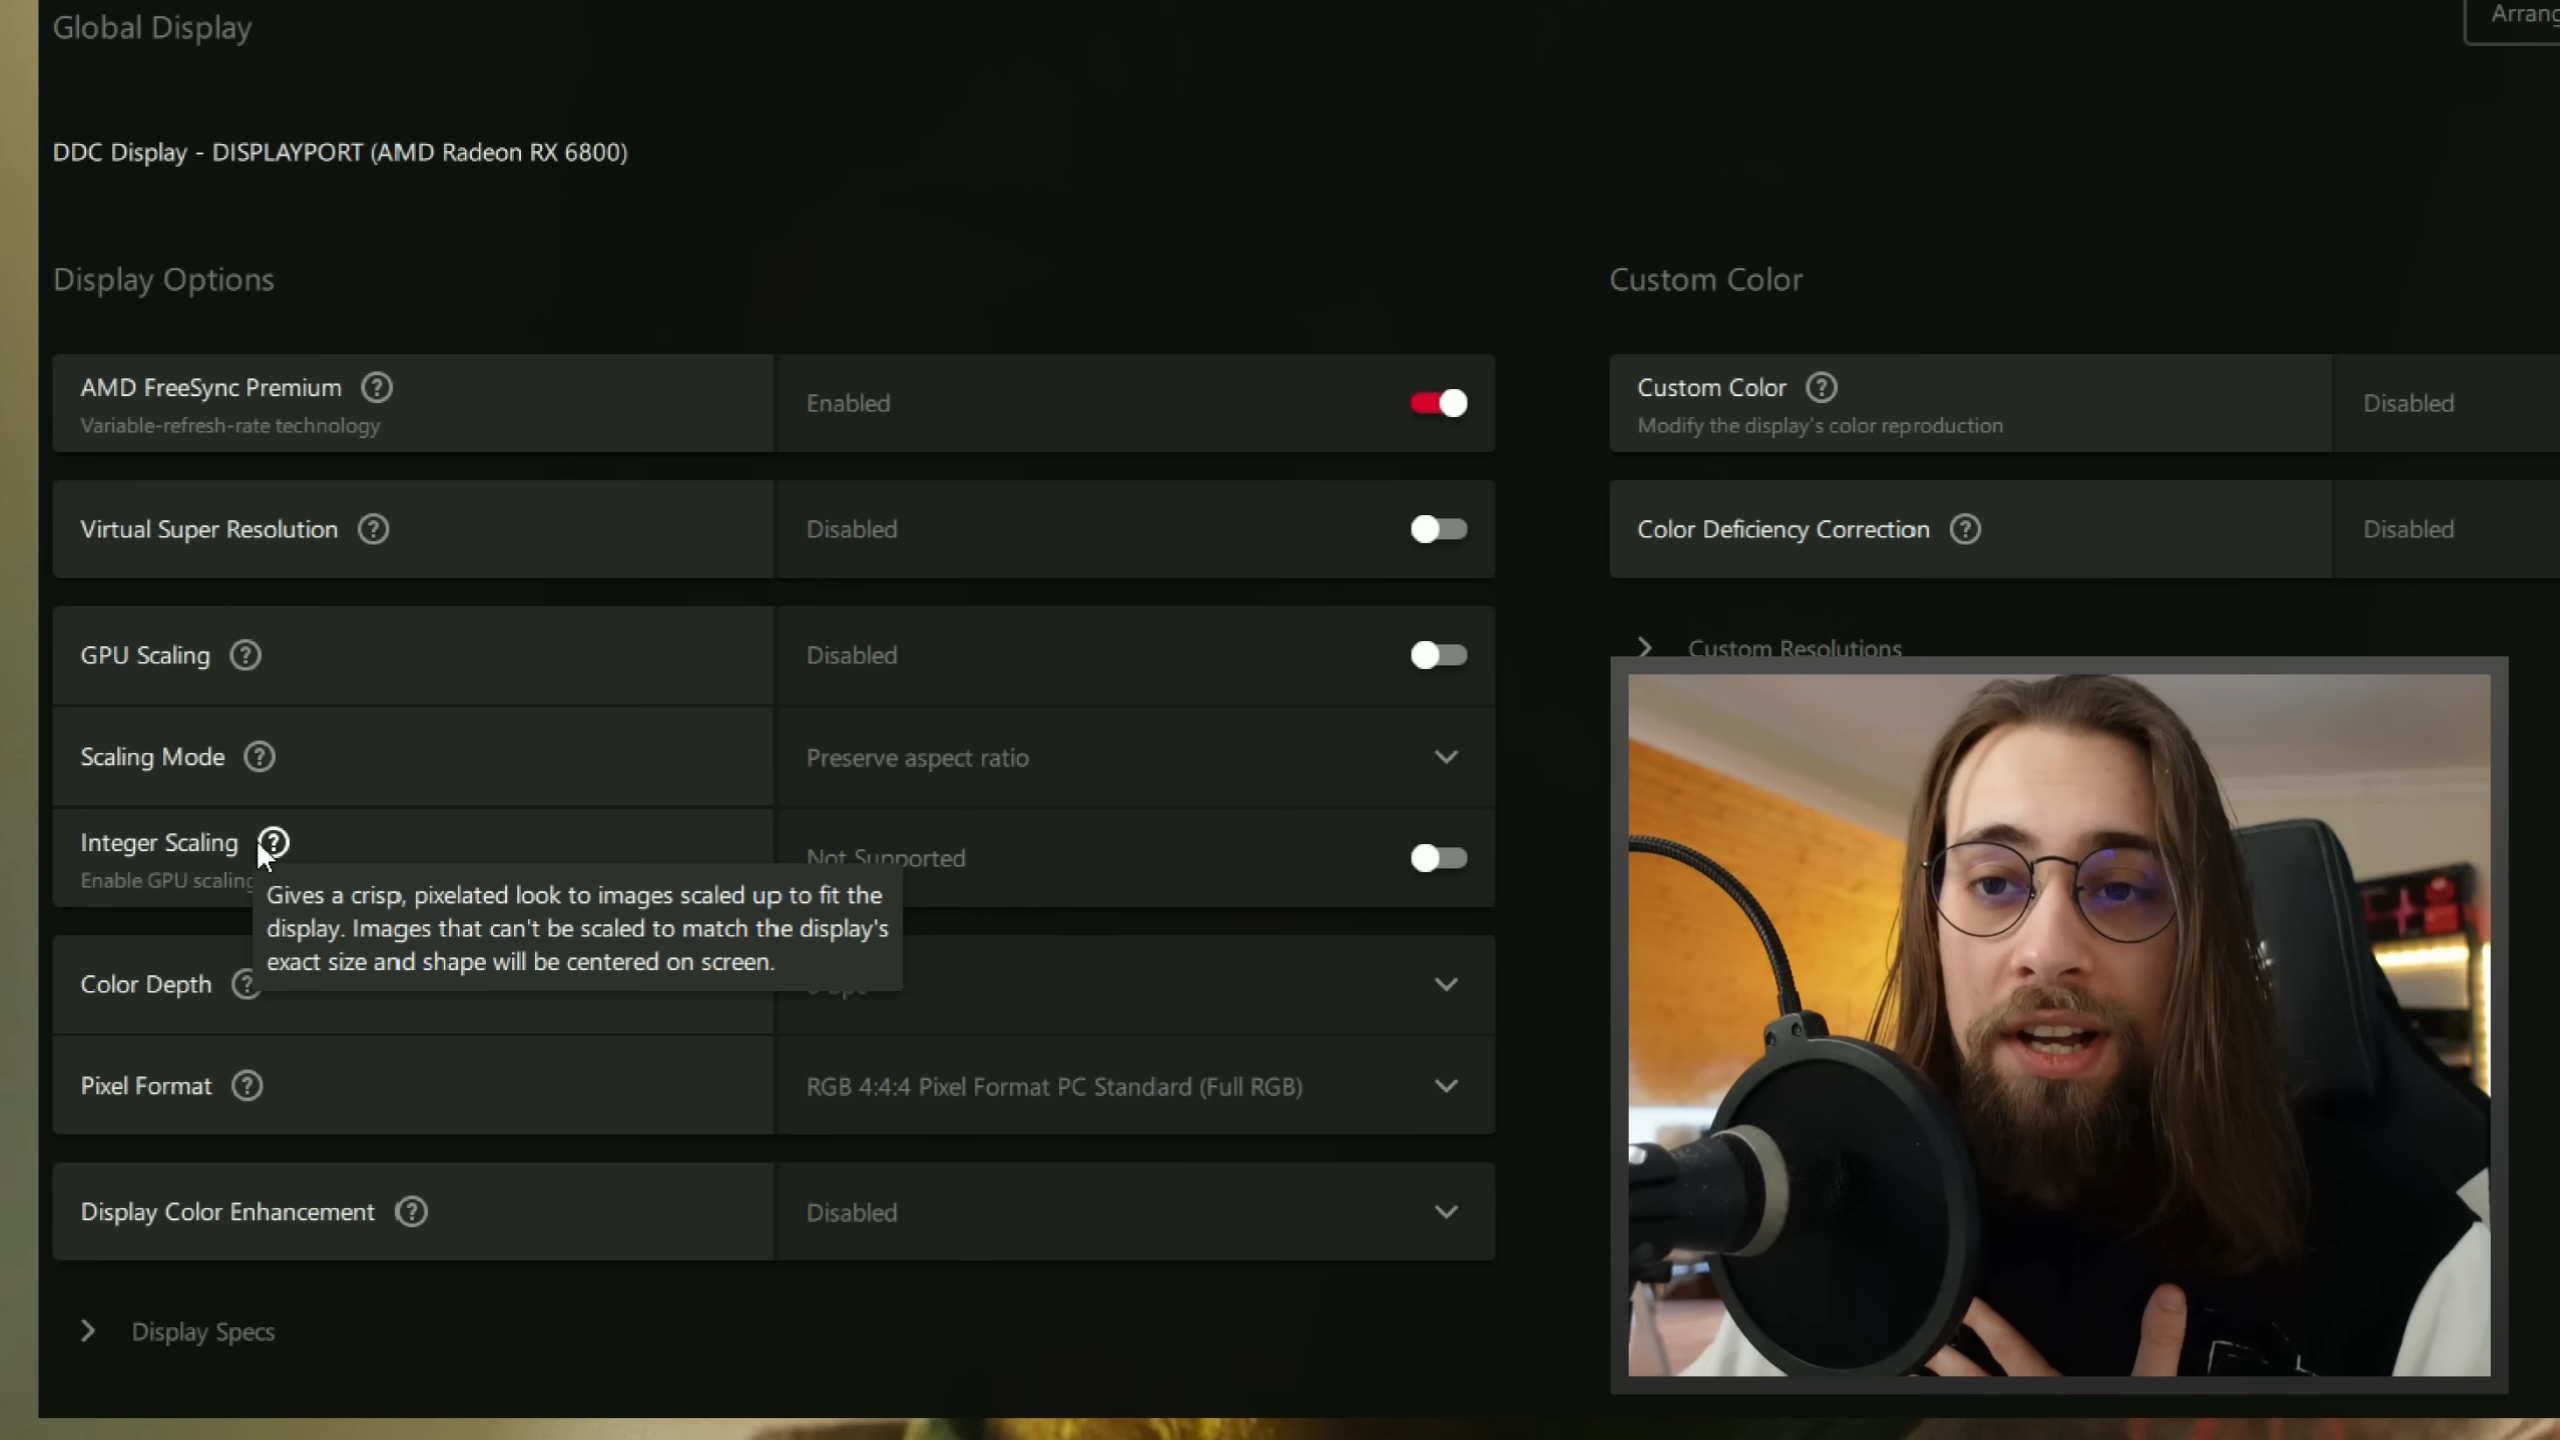 Global Display
DDC Display - DISPLAYPORT (AMD Radeon RX 6800)
Display Options
AMD FreeSync Premium
Variable-refresh-rate technology
Enabled
Virtual Super Resolution
Disabled
GPU Scaling
Disabled
Scaling Mode
Preserve aspect ratio
Integer Scaling
Enable GPU scaling
Not Supported
Gives a crisp, pixelated look to images scaled up to fit the
display. Images that can't be scaled to match the display's
exact size and shape will be centered on screen.
Color Depth
Pixel Format
RGB 4:4:4 Pixel Format PC Standard (Full RGB)
Display Color Enhancement
Disabled
Display Specs
Custom Color
Custom Color
Modify the display's color reproduction
Disabled
Color Deficiency Correction
Disabled
Custom Resolutions